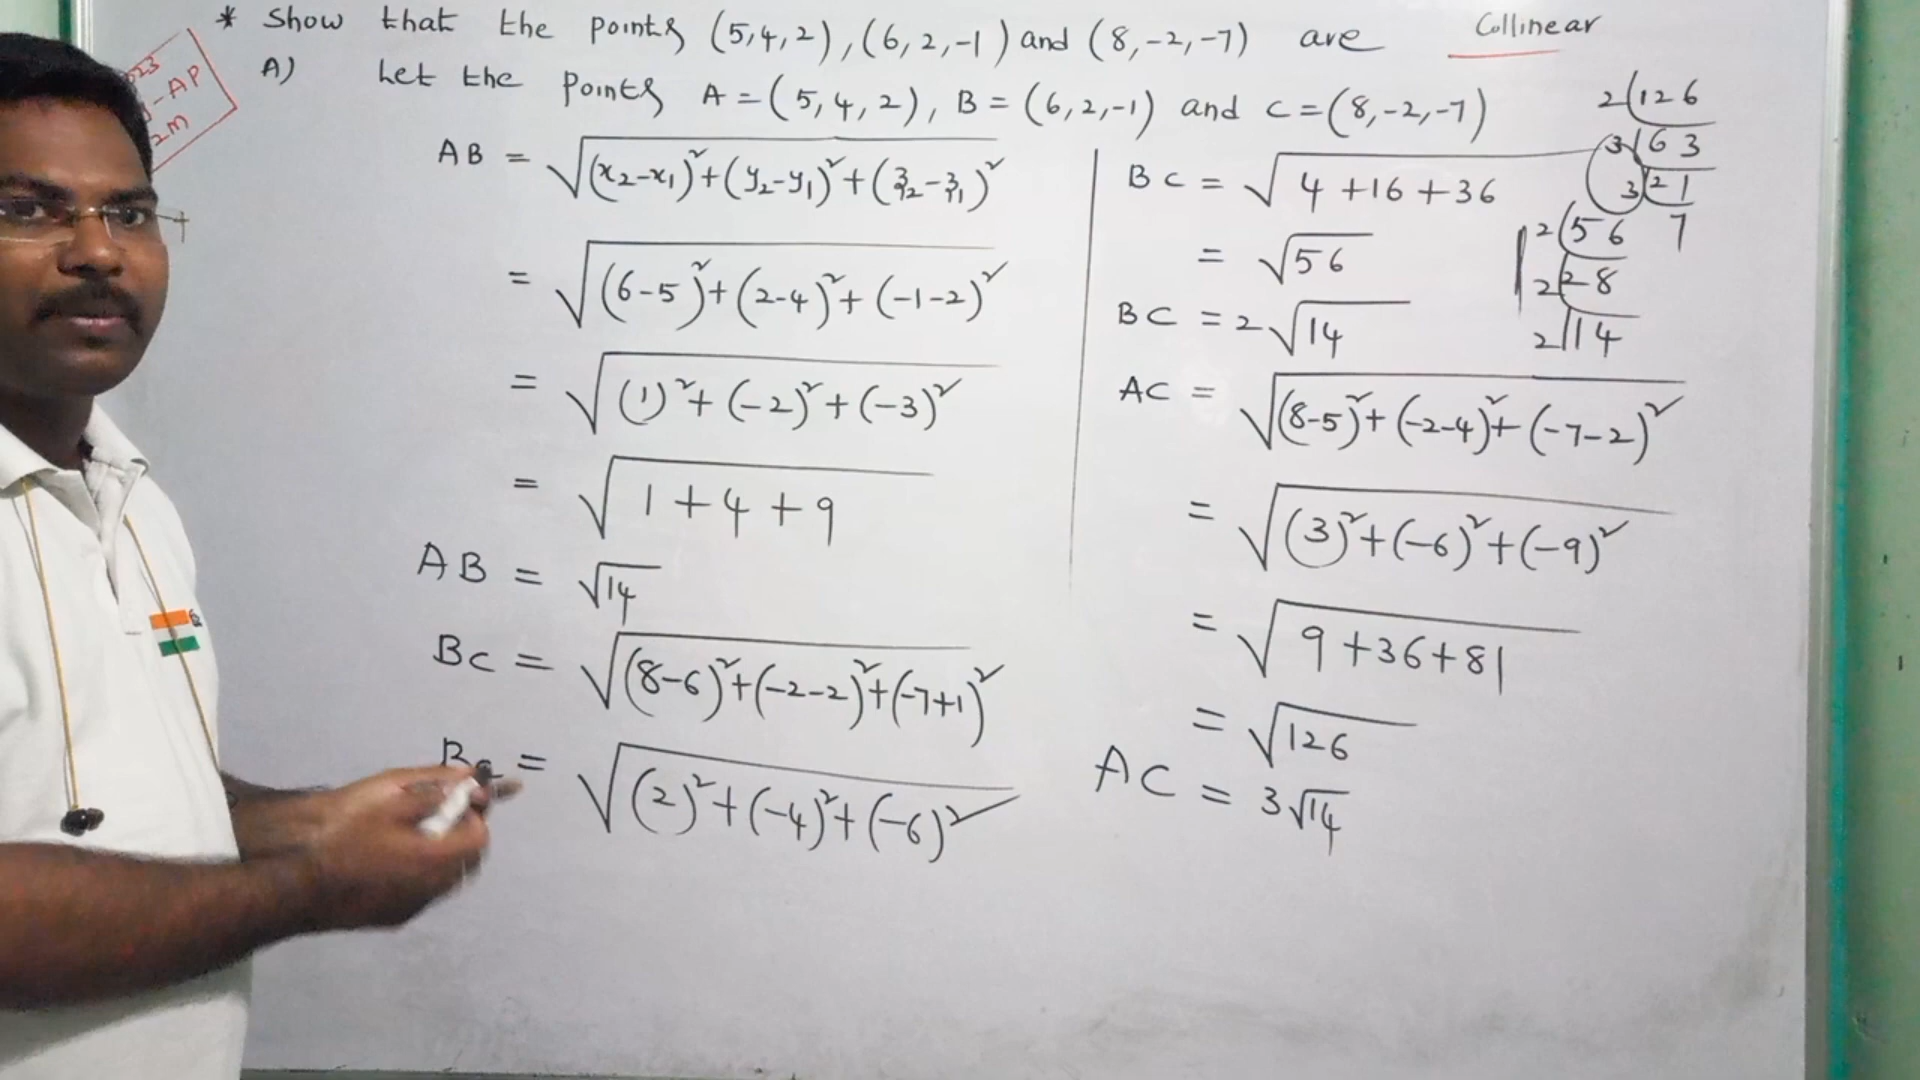 * Show that the points (5,4,2), (6,2,-1) and (8,-2,-7) are Collinear
A) Let the points A = (5,4,2), B = (6,2,-1) and C = (8,-2,-7)
-AP
2M
AB = √((x₂-x₁)²+(y₂-y₁)²+(z₂-z₁)²)
= √((6-5)²+(2-4)²+(-1-2)²)
= √((1)²+(-2)²+(-3)²)
= √(1+4+9)
AB = √14
BC = √((8-6)²+(-2-2)²+(-7+1)²)
BC = √((2)²+(-4)²+(-6)²)
BC = √(4+16+36)
= √56
BC = 2√14
AC = √((8-5)²+(-2-4)²+(-7-2)²)
= √((3)²+(-6)²+(-9)²)
= √(9+36+81)
= √126
AC = 3√14
2 126
3 63
3 21
7
2 56
2 28
2 14